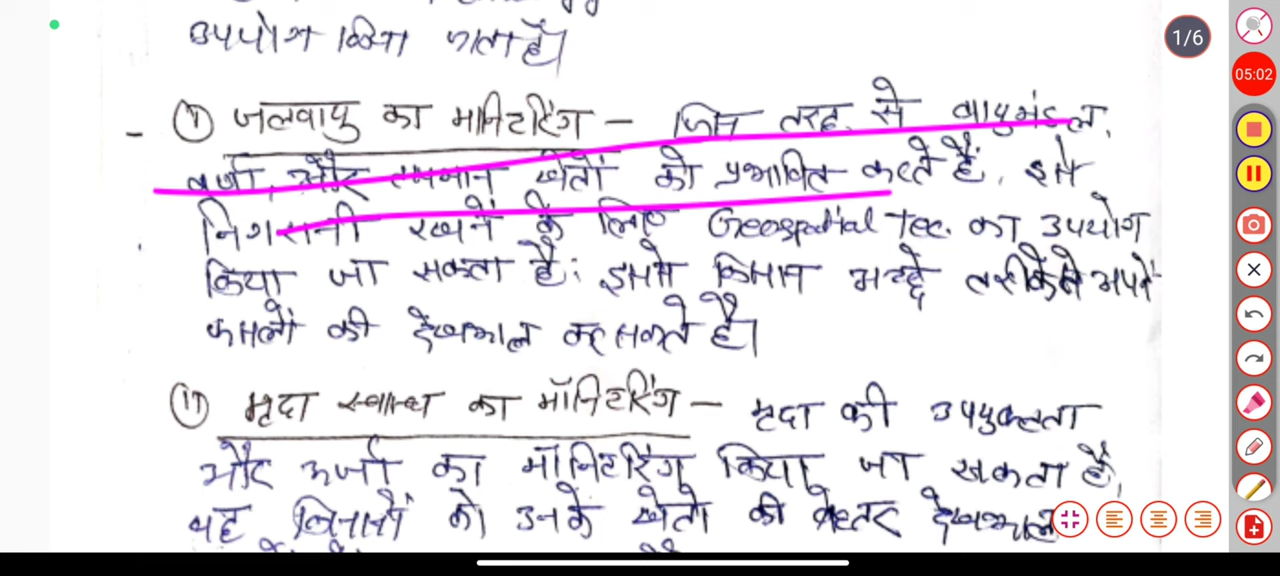 उपयोग किया जाता है।
1/6
05:02
- (i) जलवायु का मानिटरिंग - जिस तरह से वायुमंडल,
वर्षा, और तापमान खेतों को प्रभावित करते हैं, इसे
निगरानी रखने के लिए Geospatial Tec. का उपयोग
किया जा सकता है। इससे किसान अच्छे तरीके से अपने
फसलों की देखभाल कर सकते है।
(ii) मृदा स्वास्थ का मॉनिटरिंग - मृदा की उपयुक्तता
और ऊर्जा का मॉनिटरिंग किया जा सकता है,
यह किसानों को उनके खेतो की बेहतर देखभाल